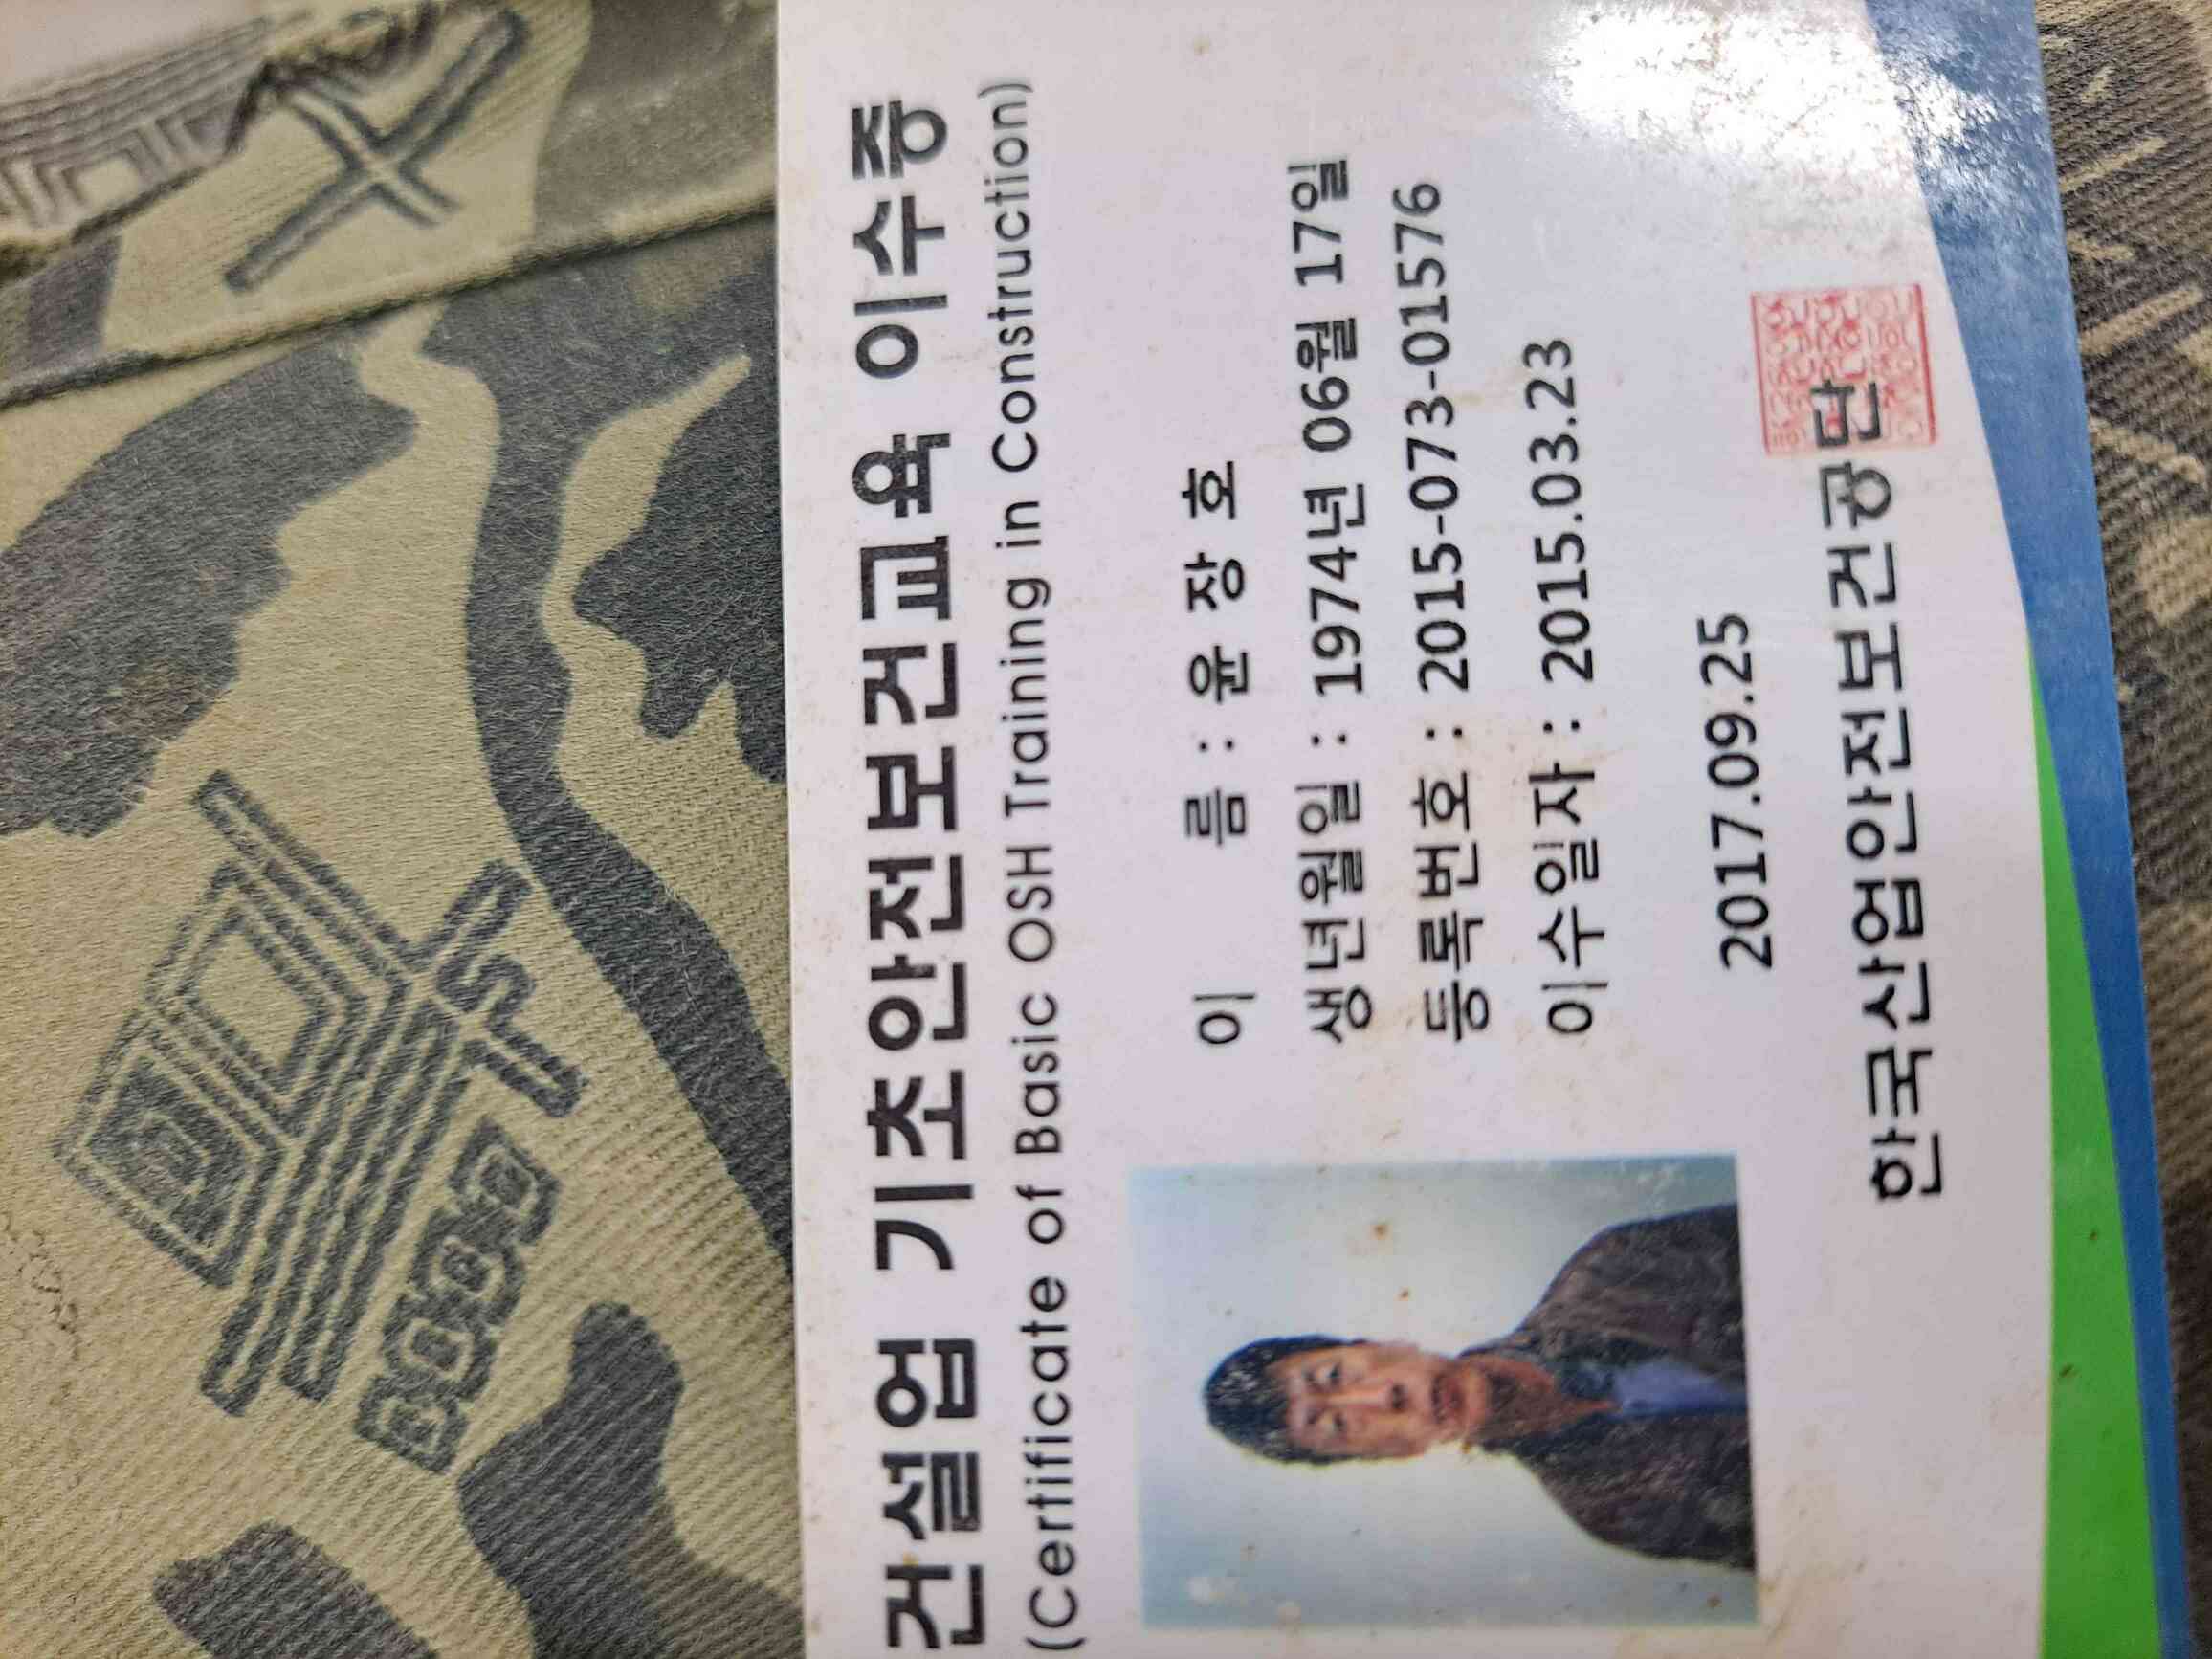 건설업 기초안전보건교육 이수증
(Certificate of Basic OSH Training in Construction)
이 름 : 윤 장 호
생년월일 : 1974년 06월 17일
등록번호 : 2015-073-01576
이수일자 : 2015.03.23
2017.09.25
한국산업안전보건공단